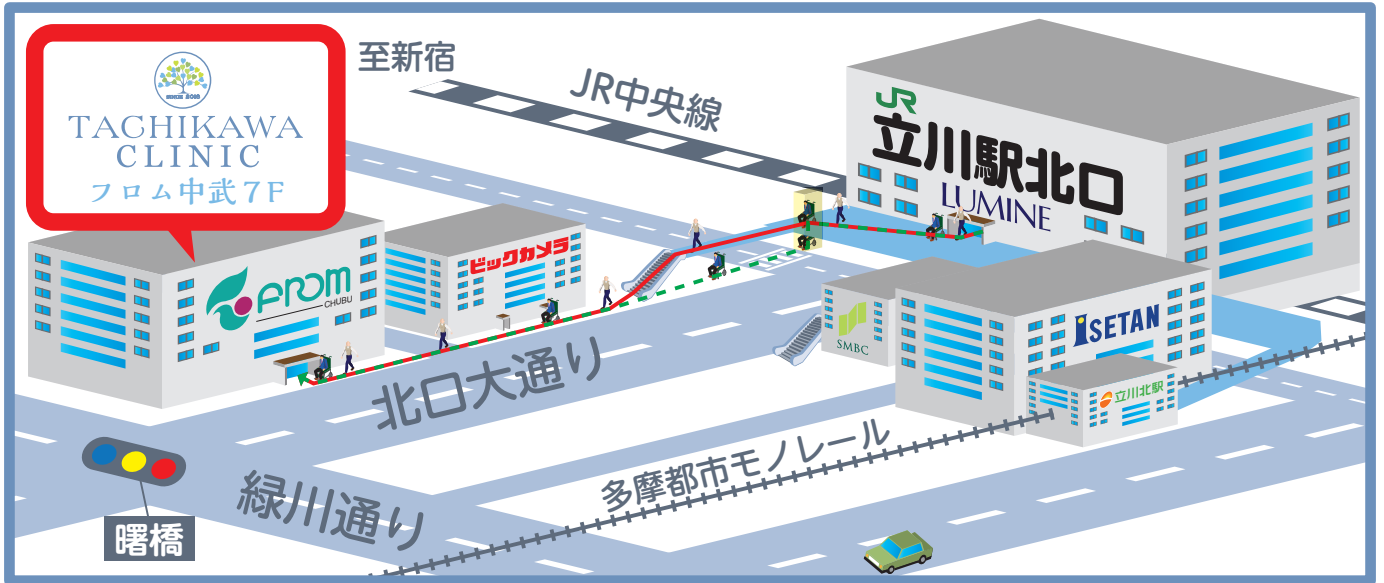 SINCE 2018
TACHIKAWA
CLINIC
フロム中武7F
至新宿
JR中央線
JR
立川駅北口
LUMINE
FROM
CHUBU
ビックカメラ
SMBC
ISETAN
立川北駅
北口大通り
多摩都市モノレール
緑川通り
曙橋